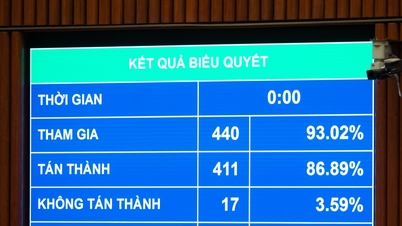 KẾT QUẢ BIỂU QUYẾT
THỜI GIAN 0:00
THAM GIA 440 93.02%
TÁN THÀNH 411 86.89%
KHÔNG TÁN THÀNH 17 3.59%